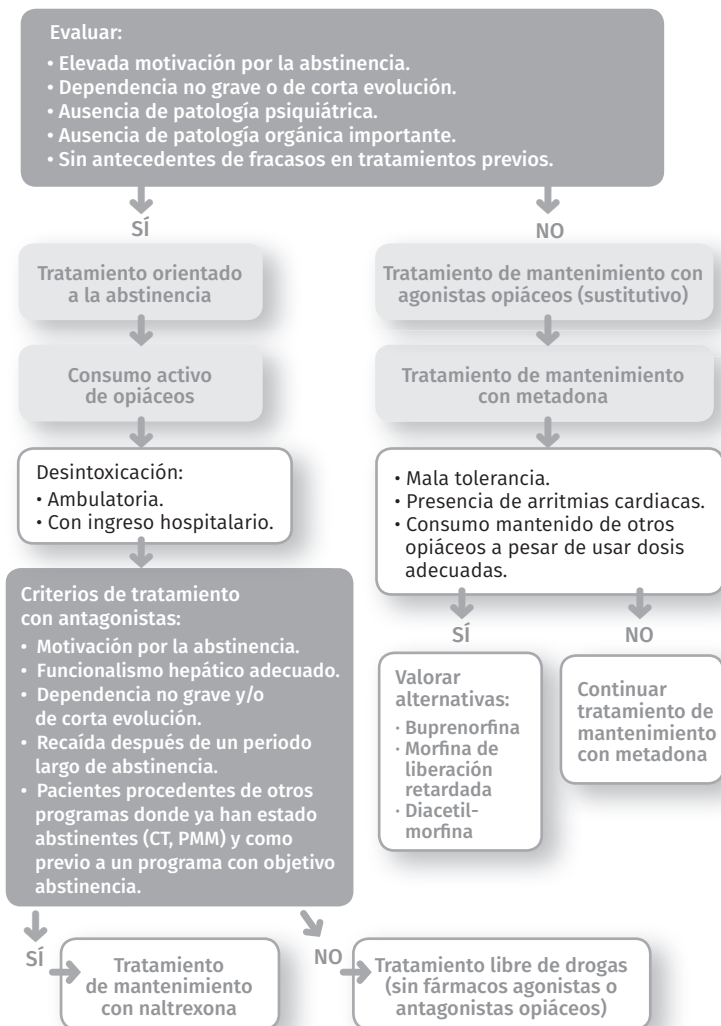 Evaluar:
• Elevada motivación por la abstinencia.
• Dependencia no grave o de corta evolución.
• Ausencia de patología psiquiátrica.
• Ausencia de patología orgánica importante.
• Sin antecedentes de fracasos en tratamientos previos.
SÍ
NO
Tratamiento orientado
a la abstinencia
Tratamiento de mantenimiento con
agonistas opiáceos (sustitutivo)
Consumo activo
de opiáceos
Tratamiento de mantenimiento
con metadona
Desintoxicación:
• Ambulatoria.
• Con ingreso hospitalario.
• Mala tolerancia.
• Presencia de arritmias cardiacas.
• Consumo mantenido de otros
opiáceos a pesar de usar dosis
adecuadas.
Criterios de tratamiento
con antagonistas:
• Motivación por la abstinencia.
• Funcionalismo hepático adecuado.
• Dependencia no grave y/o
de corta evolución.
• Recaída después de un periodo
largo de abstinencia.
• Pacientes procedentes de otros
programas donde ya han estado
abstinentes (CT, PMM) y como
previo a un programa con objetivo
abstinencia.
SÍ
NO
Valorar
alternativas:
· Buprenorfina
· Morfina de
liberación
retardada
· Diacetil-
morfina
Continuar
tratamiento de
mantenimiento
con metadona
SÍ
Tratamiento
de mantenimiento
con naltrexona
NO
Tratamiento libre de drogas
(sin fármacos agonistas o
antagonistas opiáceos)